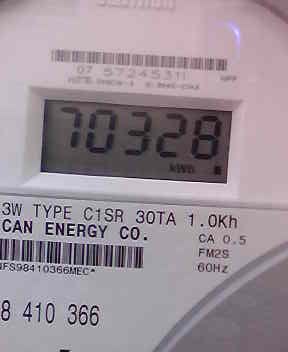 07 57245311
70328
kWh
3W TYPE C1SR 30TA 1.0Kh
CAN ENERGY CO.
CA 0.5
FM2S
NFS98410366MEC*
60Hz
8 410 366